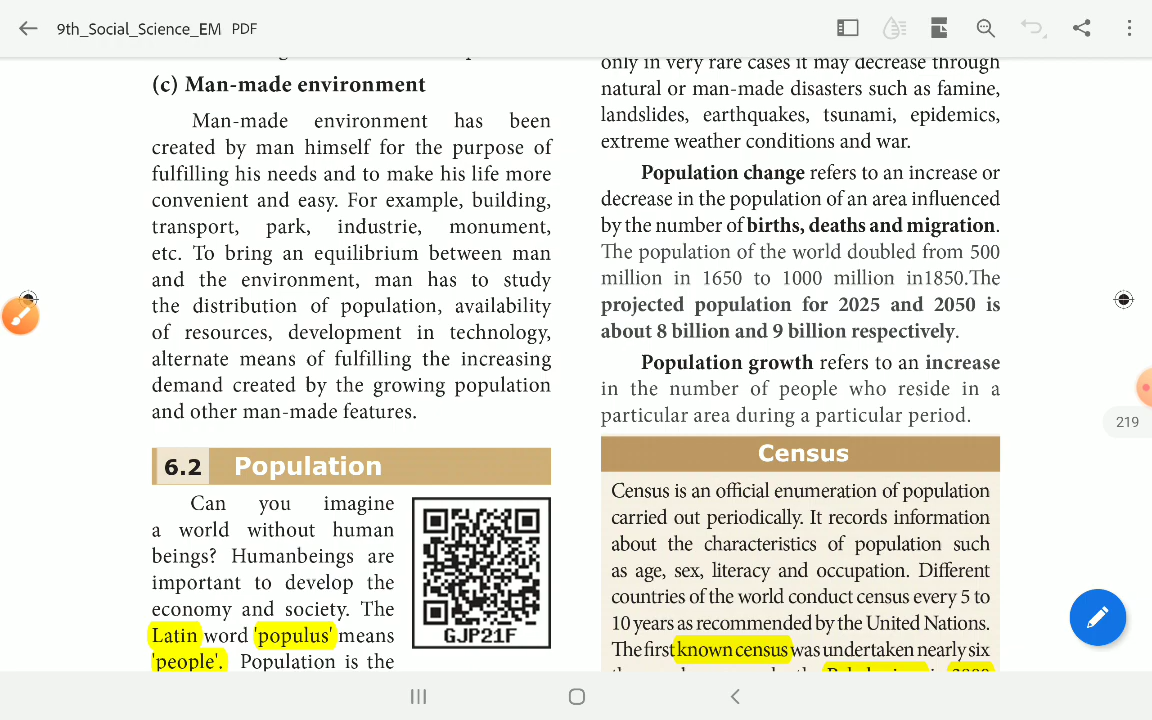 9th_Social_Science_EM PDF
(c) Man-made environment
Man-made environment has been
created by man himself for the purpose of
fulfilling his needs and to make his life more
convenient and easy. For example, building,
transport, park, industrie, monument,
etc. To bring an equilibrium between man
and the environment, man has to study
the distribution of population, availability
of resources, development in technology,
alternate means of fulfilling the increasing
demand created by the growing population
and other man-made features.
6.2 Population
Can you imagine
a world without human
beings? Humanbeings are
important to develop the
economy and society. The
Latin word 'populus' means
'people'. Population is the
GJP21F
only in very rare cases it may decrease through
natural or man-made disasters such as famine,
landslides, earthquakes, tsunami, epidemics,
extreme weather conditions and war.
Population change refers to an increase or
decrease in the population of an area influenced
by the number of births, deaths and migration.
The population of the world doubled from 500
million in 1650 to 1000 million in1850.The
projected population for 2025 and 2050 is
about 8 billion and 9 billion respectively.
Population growth refers to an increase
in the number of people who reside in a
particular area during a particular period.
Census
Census is an official enumeration of population
carried out periodically. It records information
about the characteristics of population such
as age, sex, literacy and occupation. Different
countries of the world conduct census every 5 to
10 years as recommended by the United Nations.
The first known census was undertaken nearly six
219